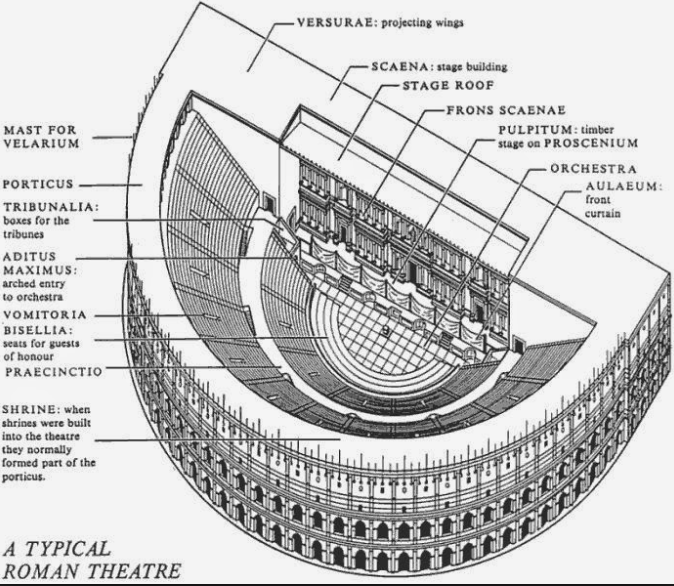 VERSURAE: projecting wings
SCAENA: stage building
STAGE ROOF
FRONS SCAENAE
PULPITUM: timber
stage on PROSCENIUM
ORCHESTRA
AULAEUM:
front
curtain
MAST FOR
VELARIUM
PORTICUS
TRIBUNALIA:
boxes for the
tribunes
ADITUS
MAXIMUS:
arched entry
to orchestra
VOMITORIA
BISELLIA:
seats for guests
of honour
PRAECINCTIO
SHRINE: when
shrines were built
into the theatre
they normally
formed part of the
porticus.
A TYPICAL
ROMAN THEATRE